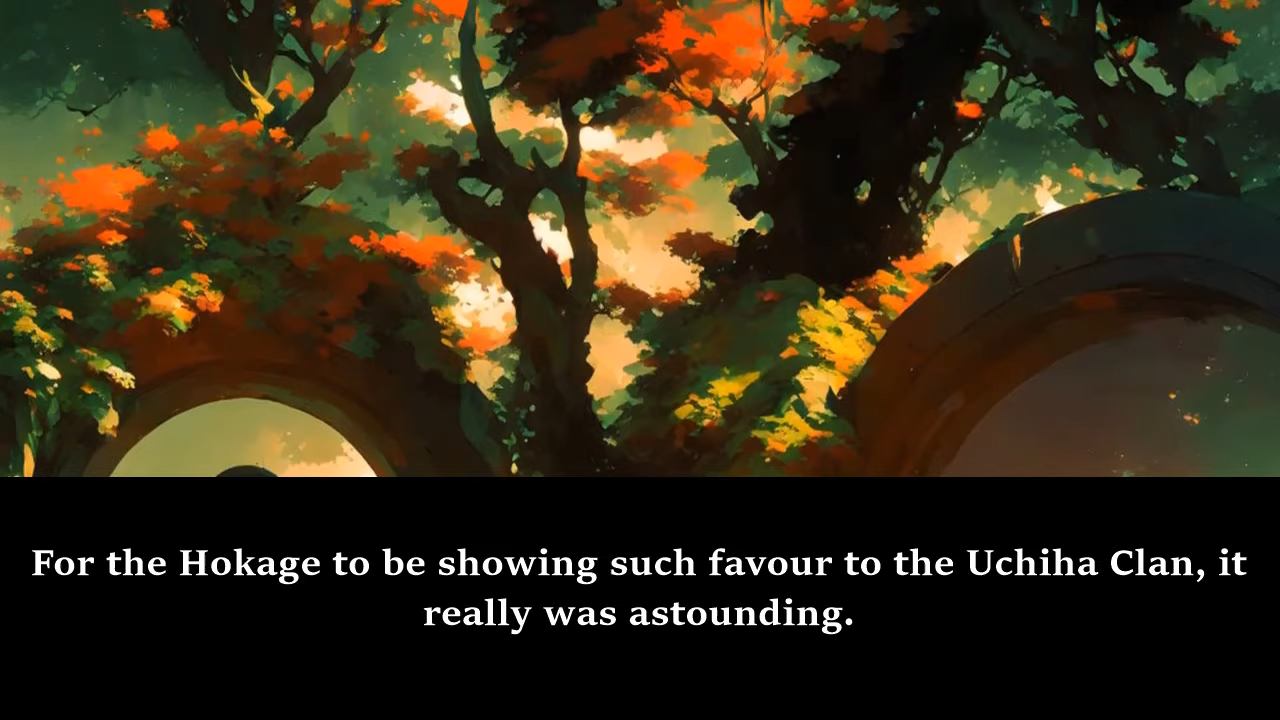 For the Hokage to be showing such favour to the Uchiha Clan, it
really was astounding.